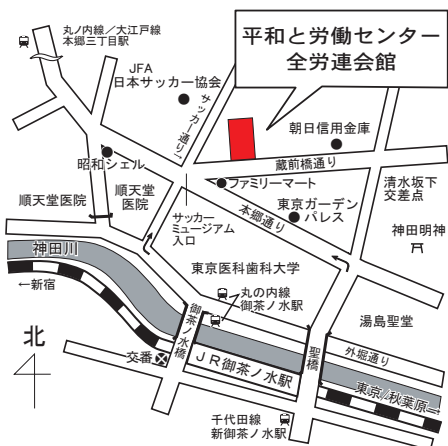 丸ノ内線／大江戸線
本郷三丁目駅
平和と労働センター
全労連会館
JFA
日本サッカー協会
サッカー通り
朝日信用金庫
昭和シェル
蔵前橋通り
順天堂医院
順天堂
医院
ファミリーマート
清水坂下
交差点
本郷通り
東京ガーデン
パレス
サッカー
ミュージアム
入口
神田明神
神田川
東京医科歯科大学
←新宿
丸の内線
御茶ノ水駅
御茶ノ水橋
湯島聖堂
北
聖橋
外堀通り
交番
ＪＲ御茶ノ水駅
東京/秋葉原→
千代田線
新御茶ノ水駅